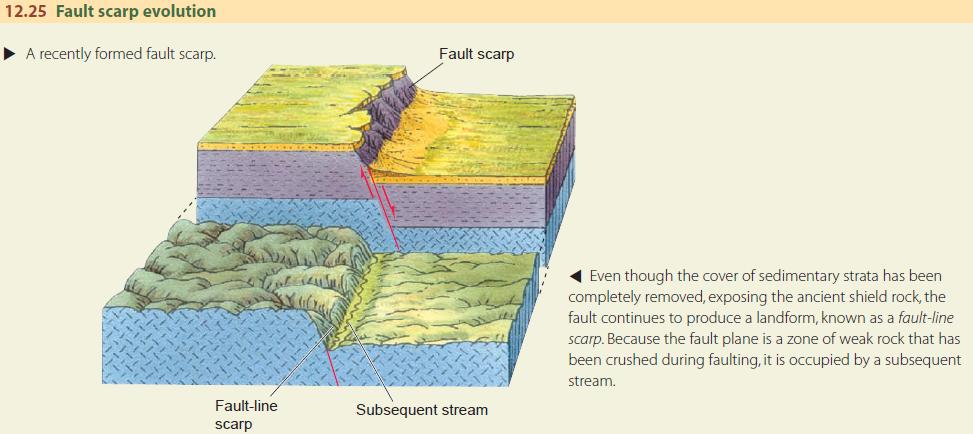 12.25 Fault scarp evolution
▶ A recently formed fault scarp.
Fault scarp
◀ Even though the cover of sedimentary strata has been
completely removed, exposing the ancient shield rock, the
fault continues to produce a landform, known as a fault-line
scarp. Because the fault plane is a zone of weak rock that has
been crushed during faulting, it is occupied by a subsequent
stream.
Fault-line
scarp
Subsequent stream